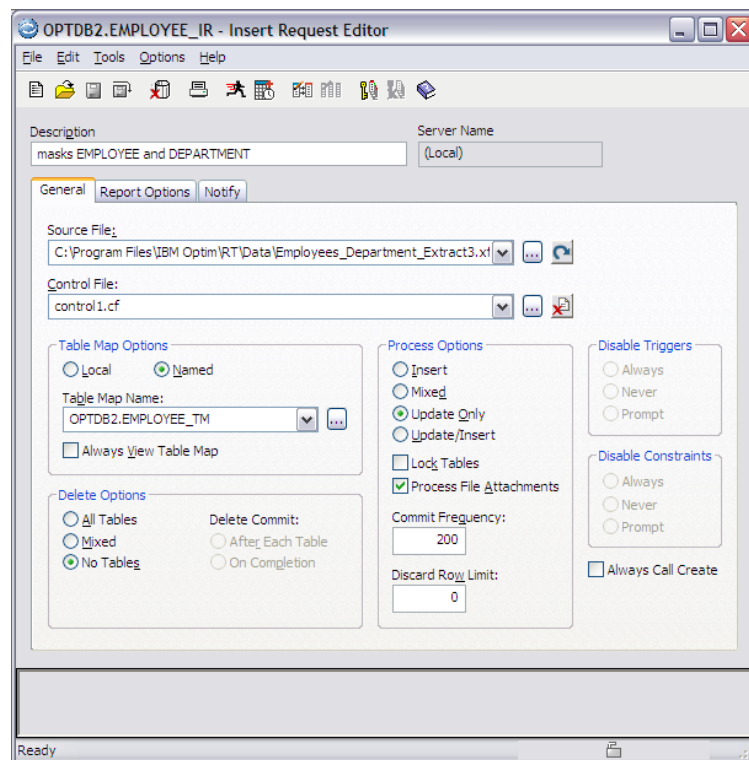 OPTDB2.EMPLOYEE_IR - Insert Request Editor
File Edit Tools Options Help
Description
Server Name
masks EMPLOYEE and DEPARTMENT
(Local)
General Report Options Notify
Source File:
C:\Program Files\IBM Optim\RT\Data\Employees_Department_Extract3.xf
Control File:
control1.cf
Table Map Options
Local Named
Table Map Name:
OPTDB2.EMPLOYEE_TM
Always View Table Map
Delete Options
All Tables
Mixed
No Tables
Delete Commit:
After Each Table
On Completion
Process Options
Insert
Mixed
Update Only
Update/Insert
Lock Tables
Process File Attachments
Commit Frequency:
200
Discard Row Limit:
0
Disable Triggers
Always
Never
Prompt
Disable Constraints
Always
Never
Prompt
Always Call Create
Ready